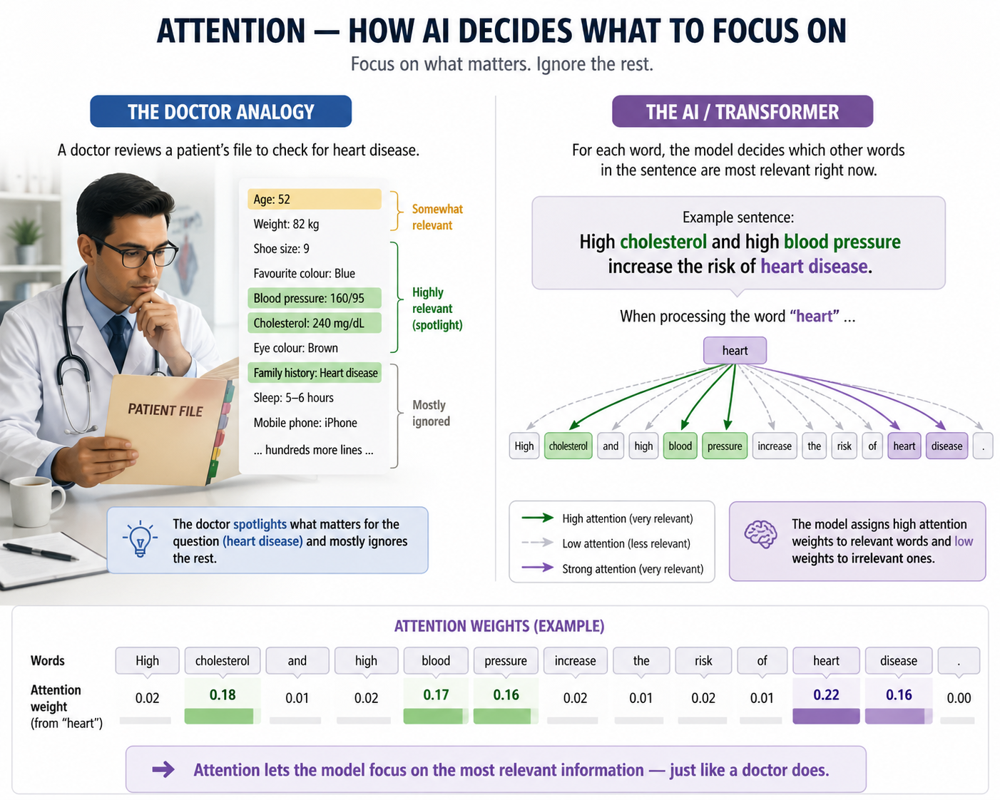 ATTENTION — HOW AI DECIDES WHAT TO FOCUS ON
Focus on what matters. Ignore the rest.
THE DOCTOR ANALOGY
A doctor reviews a patient's file to check for heart disease.
Age: 52
Weight: 82 kg
Shoe size: 9
Favourite colour: Blue
Blood pressure: 160/95
Cholesterol: 240 mg/dL
Eye colour: Brown
Family history: Heart disease
Sleep: 5–6 hours
Mobile phone: iPhone
... hundreds more lines ...
Somewhat
relevant
Highly
relevant
(spotlight)
Mostly
ignored
PATIENT FILE
The doctor spotlights what matters for the
question (heart disease) and mostly ignores
the rest.
THE AI / TRANSFORMER
For each word, the model decides which other words
in the sentence are most relevant right now.
Example sentence:
High cholesterol and high blood pressure
increase the risk of heart disease.
When processing the word “heart” ...
heart
High cholesterol and high blood pressure increase the risk of heart disease .
High attention (very relevant)
Low attention (less relevant)
Strong attention (very relevant)
The model assigns high attention
weights to relevant words and low
weights to irrelevant ones.
ATTENTION WEIGHTS (EXAMPLE)
Words High cholesterol and high blood pressure increase the risk of heart disease .
Attention
weight
(from “heart”)
0.02 0.18 0.01 0.02 0.17 0.16 0.02 0.01 0.02 0.01 0.22 0.16 0.00
Attention lets the model focus on the most relevant information — just like a doctor does.